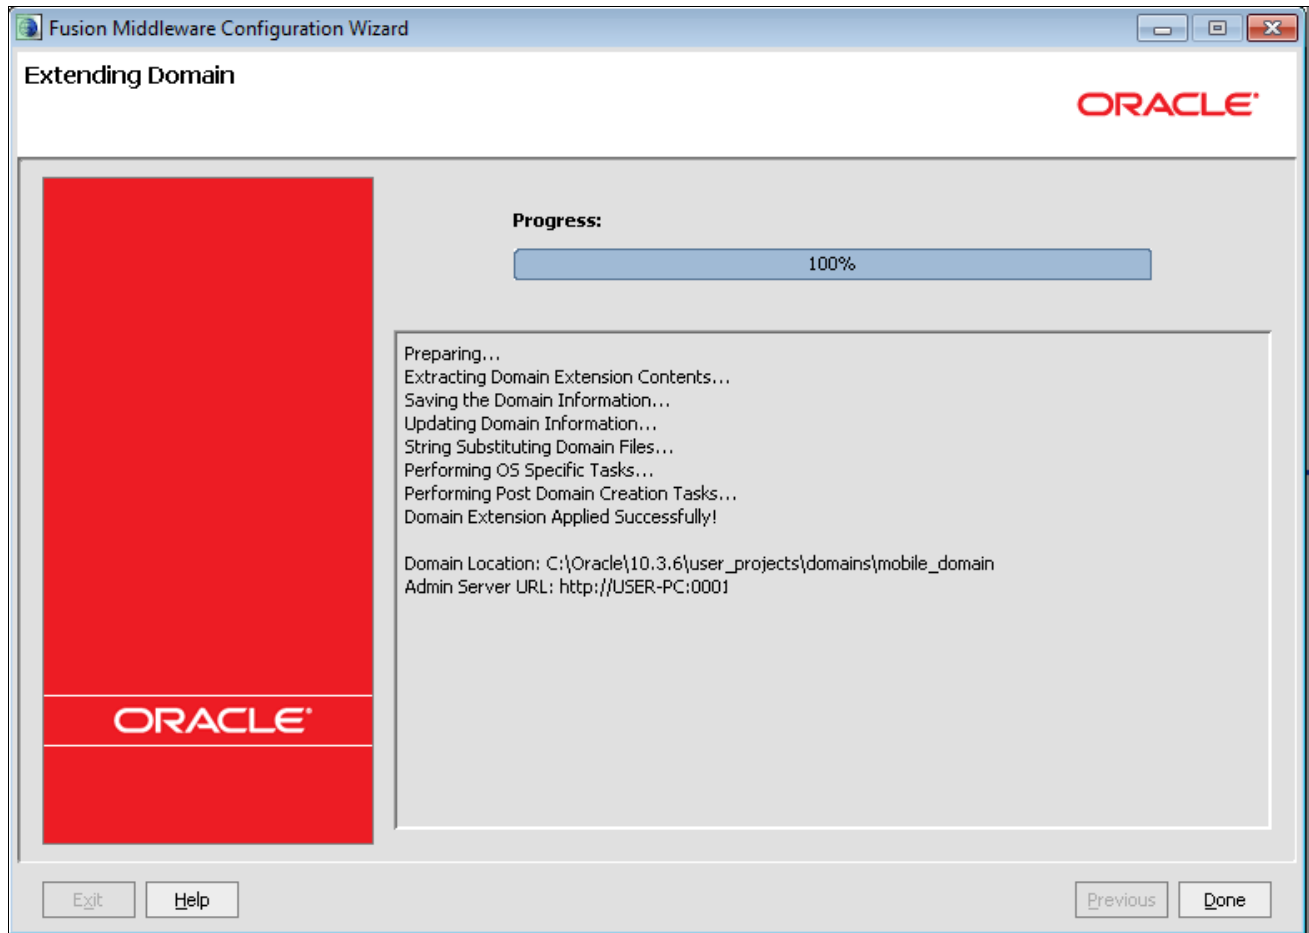 Fusion Middleware Configuration Wizard
Extending Domain
ORACLE
Progress:
100%
Preparing...
Extracting Domain Extension Contents...
Saving the Domain Information...
Updating Domain Information...
String Substituting Domain Files...
Performing OS Specific Tasks...
Performing Post Domain Creation Tasks...
Domain Extension Applied Successfully!
Domain Location: C:\Oracle\10.3.6\user_projects\domains\mobile_domain
Admin Server URL: http://USER-PC:0001
ORACLE
Exit Help Previous Done